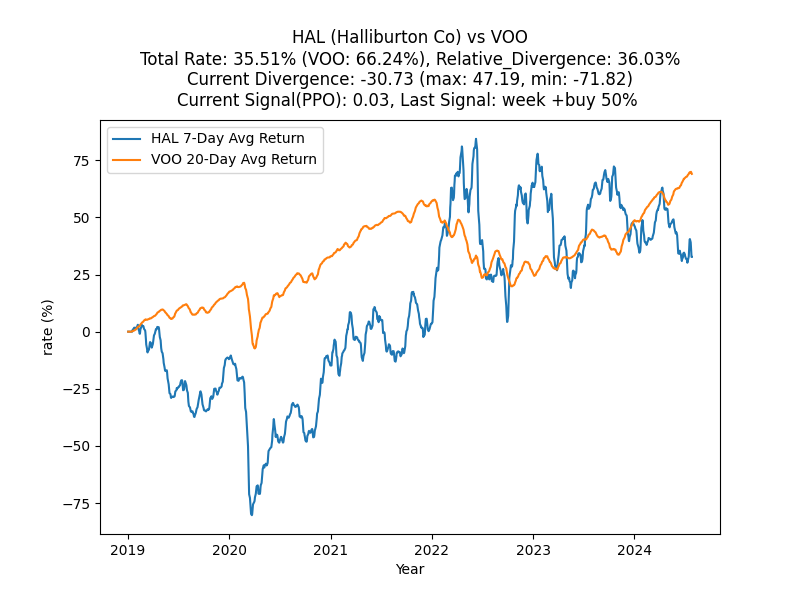 HAL (Halliburton Co) vs VOO
Total Rate: 35.51% (VOO: 66.24%), Relative_Divergence: 36.03%
Current Divergence: -30.73 (max: 47.19, min: -71.82)
Current Signal(PPO): 0.03, Last Signal: week +buy 50%
HAL 7-Day Avg Return
VOO 20-Day Avg Return
75
50
25
0
−25
−50
−75
rate (%)
2019 2020 2021 2022 2023 2024
Year